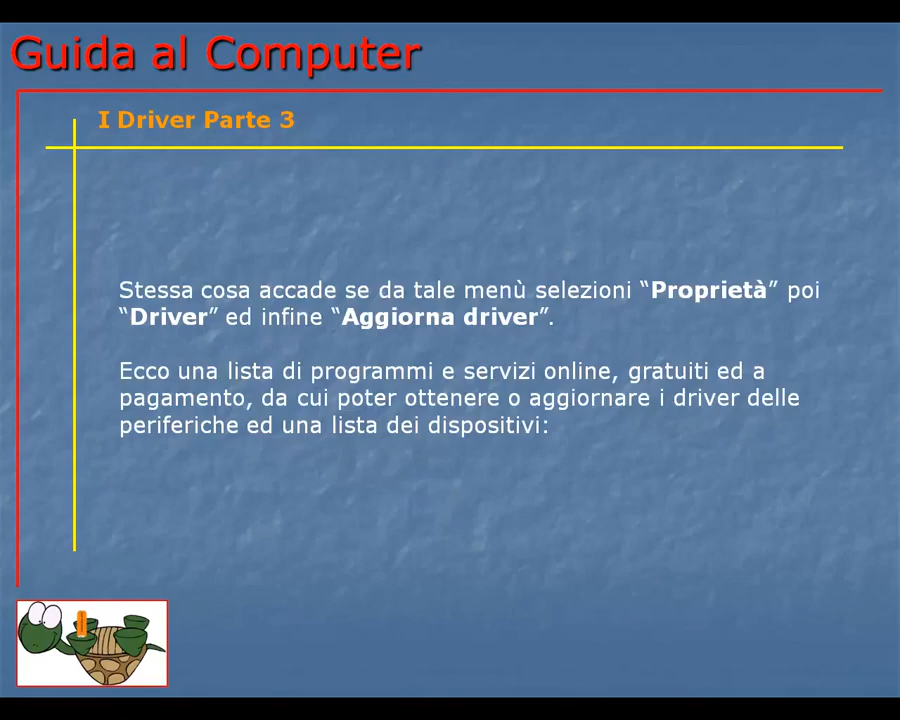 Guida al Computer
I Driver Parte 3
Stessa cosa accade se da tale menù selezioni “Proprietà” poi
“Driver” ed infine “Aggiorna driver”.
Ecco una lista di programmi e servizi online, gratuiti ed a
pagamento, da cui poter ottenere o aggiornare i driver delle
periferiche ed una lista dei dispositivi: